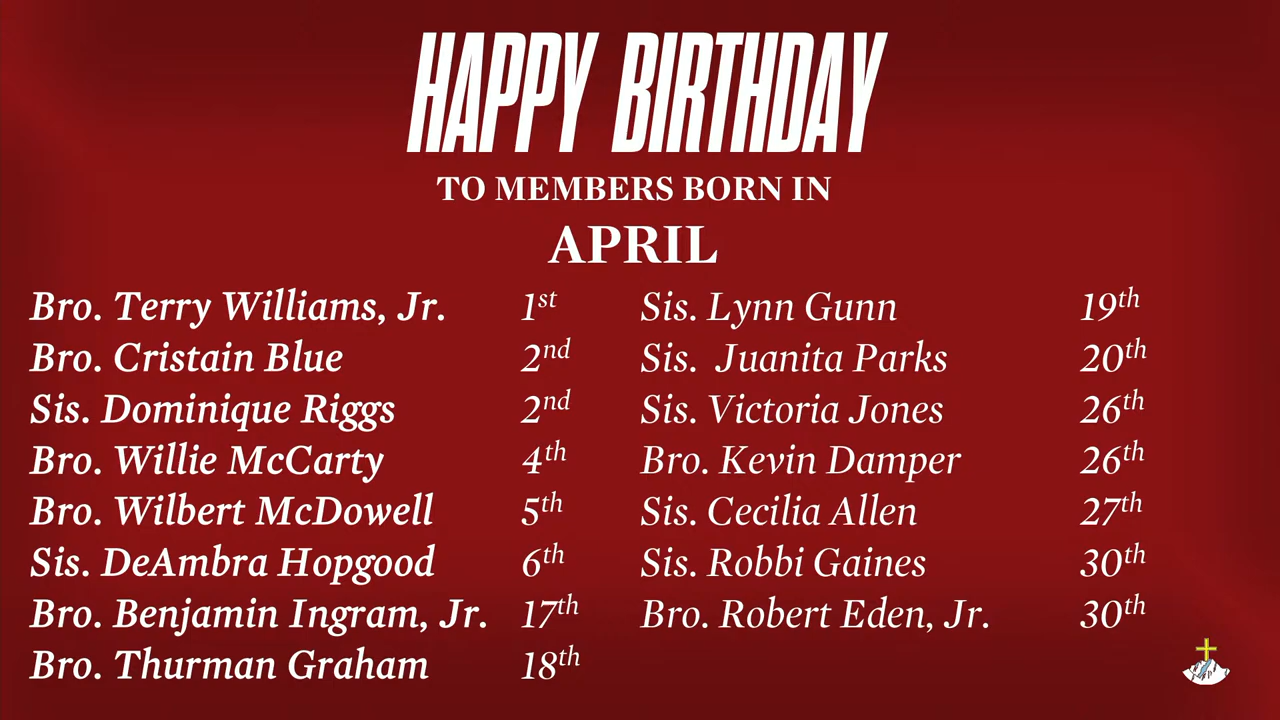 HAPPY BIRTHDAY
TO MEMBERS BORN IN
APRIL
Bro. Terry Williams, Jr. 1st
Bro. Cristain Blue 2nd
Sis. Dominique Riggs 2nd
Bro. Willie McCarty 4th
Bro. Wilbert McDowell 5th
Sis. DeAmbra Hopgood 6th
Bro. Benjamin Ingram, Jr. 17th
Bro. Thurman Graham 18th
Sis. Lynn Gunn 19th
Sis. Juanita Parks 20th
Sis. Victoria Jones 26th
Bro. Kevin Damper 26th
Sis. Cecilia Allen 27th
Sis. Robbi Gaines 30th
Bro. Robert Eden, Jr. 30th